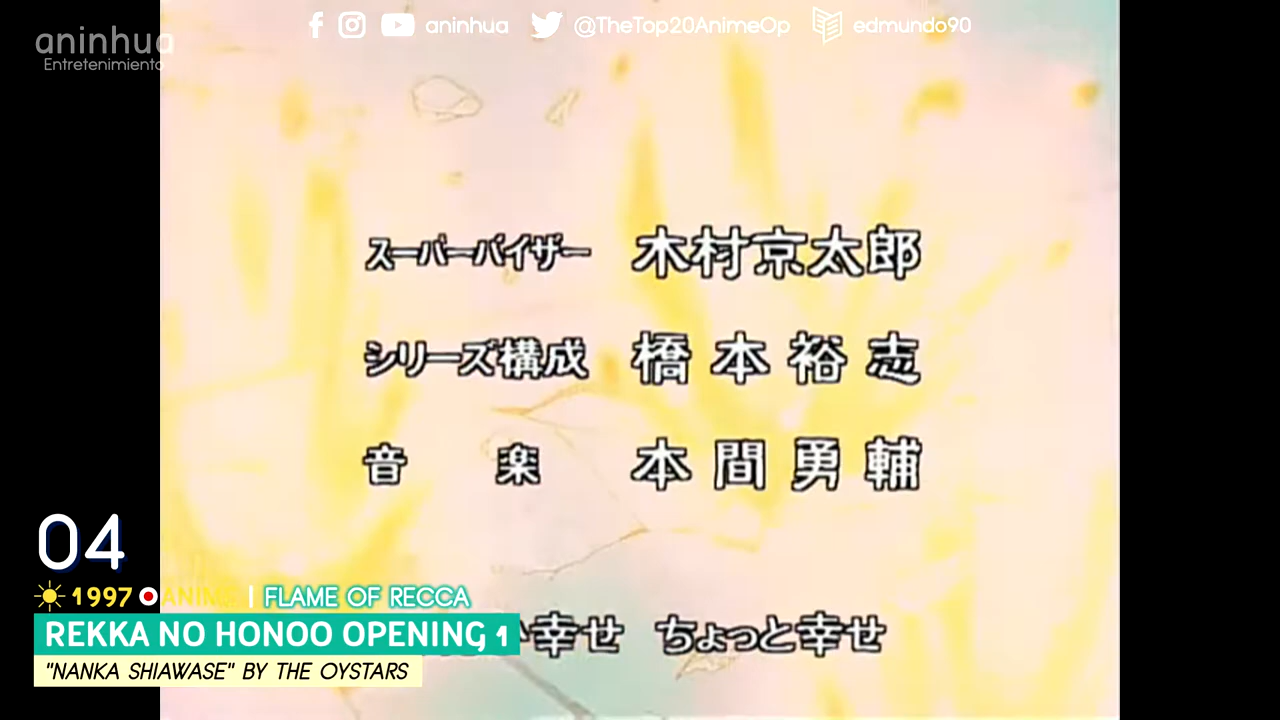 aninhua
Entretenimiento
aninhua @TheTop20AnimeOp edmundo90
スーパーバイザー 木村京太郎
シリーズ構成 橋本裕志
音楽 本間勇輔
幸せ ちょっと幸せ
04
1997 ANIME | FLAME OF RECCA
REKKA NO HONOO OPENING 1
"NANKA SHIAWASE" BY THE OYSTARS